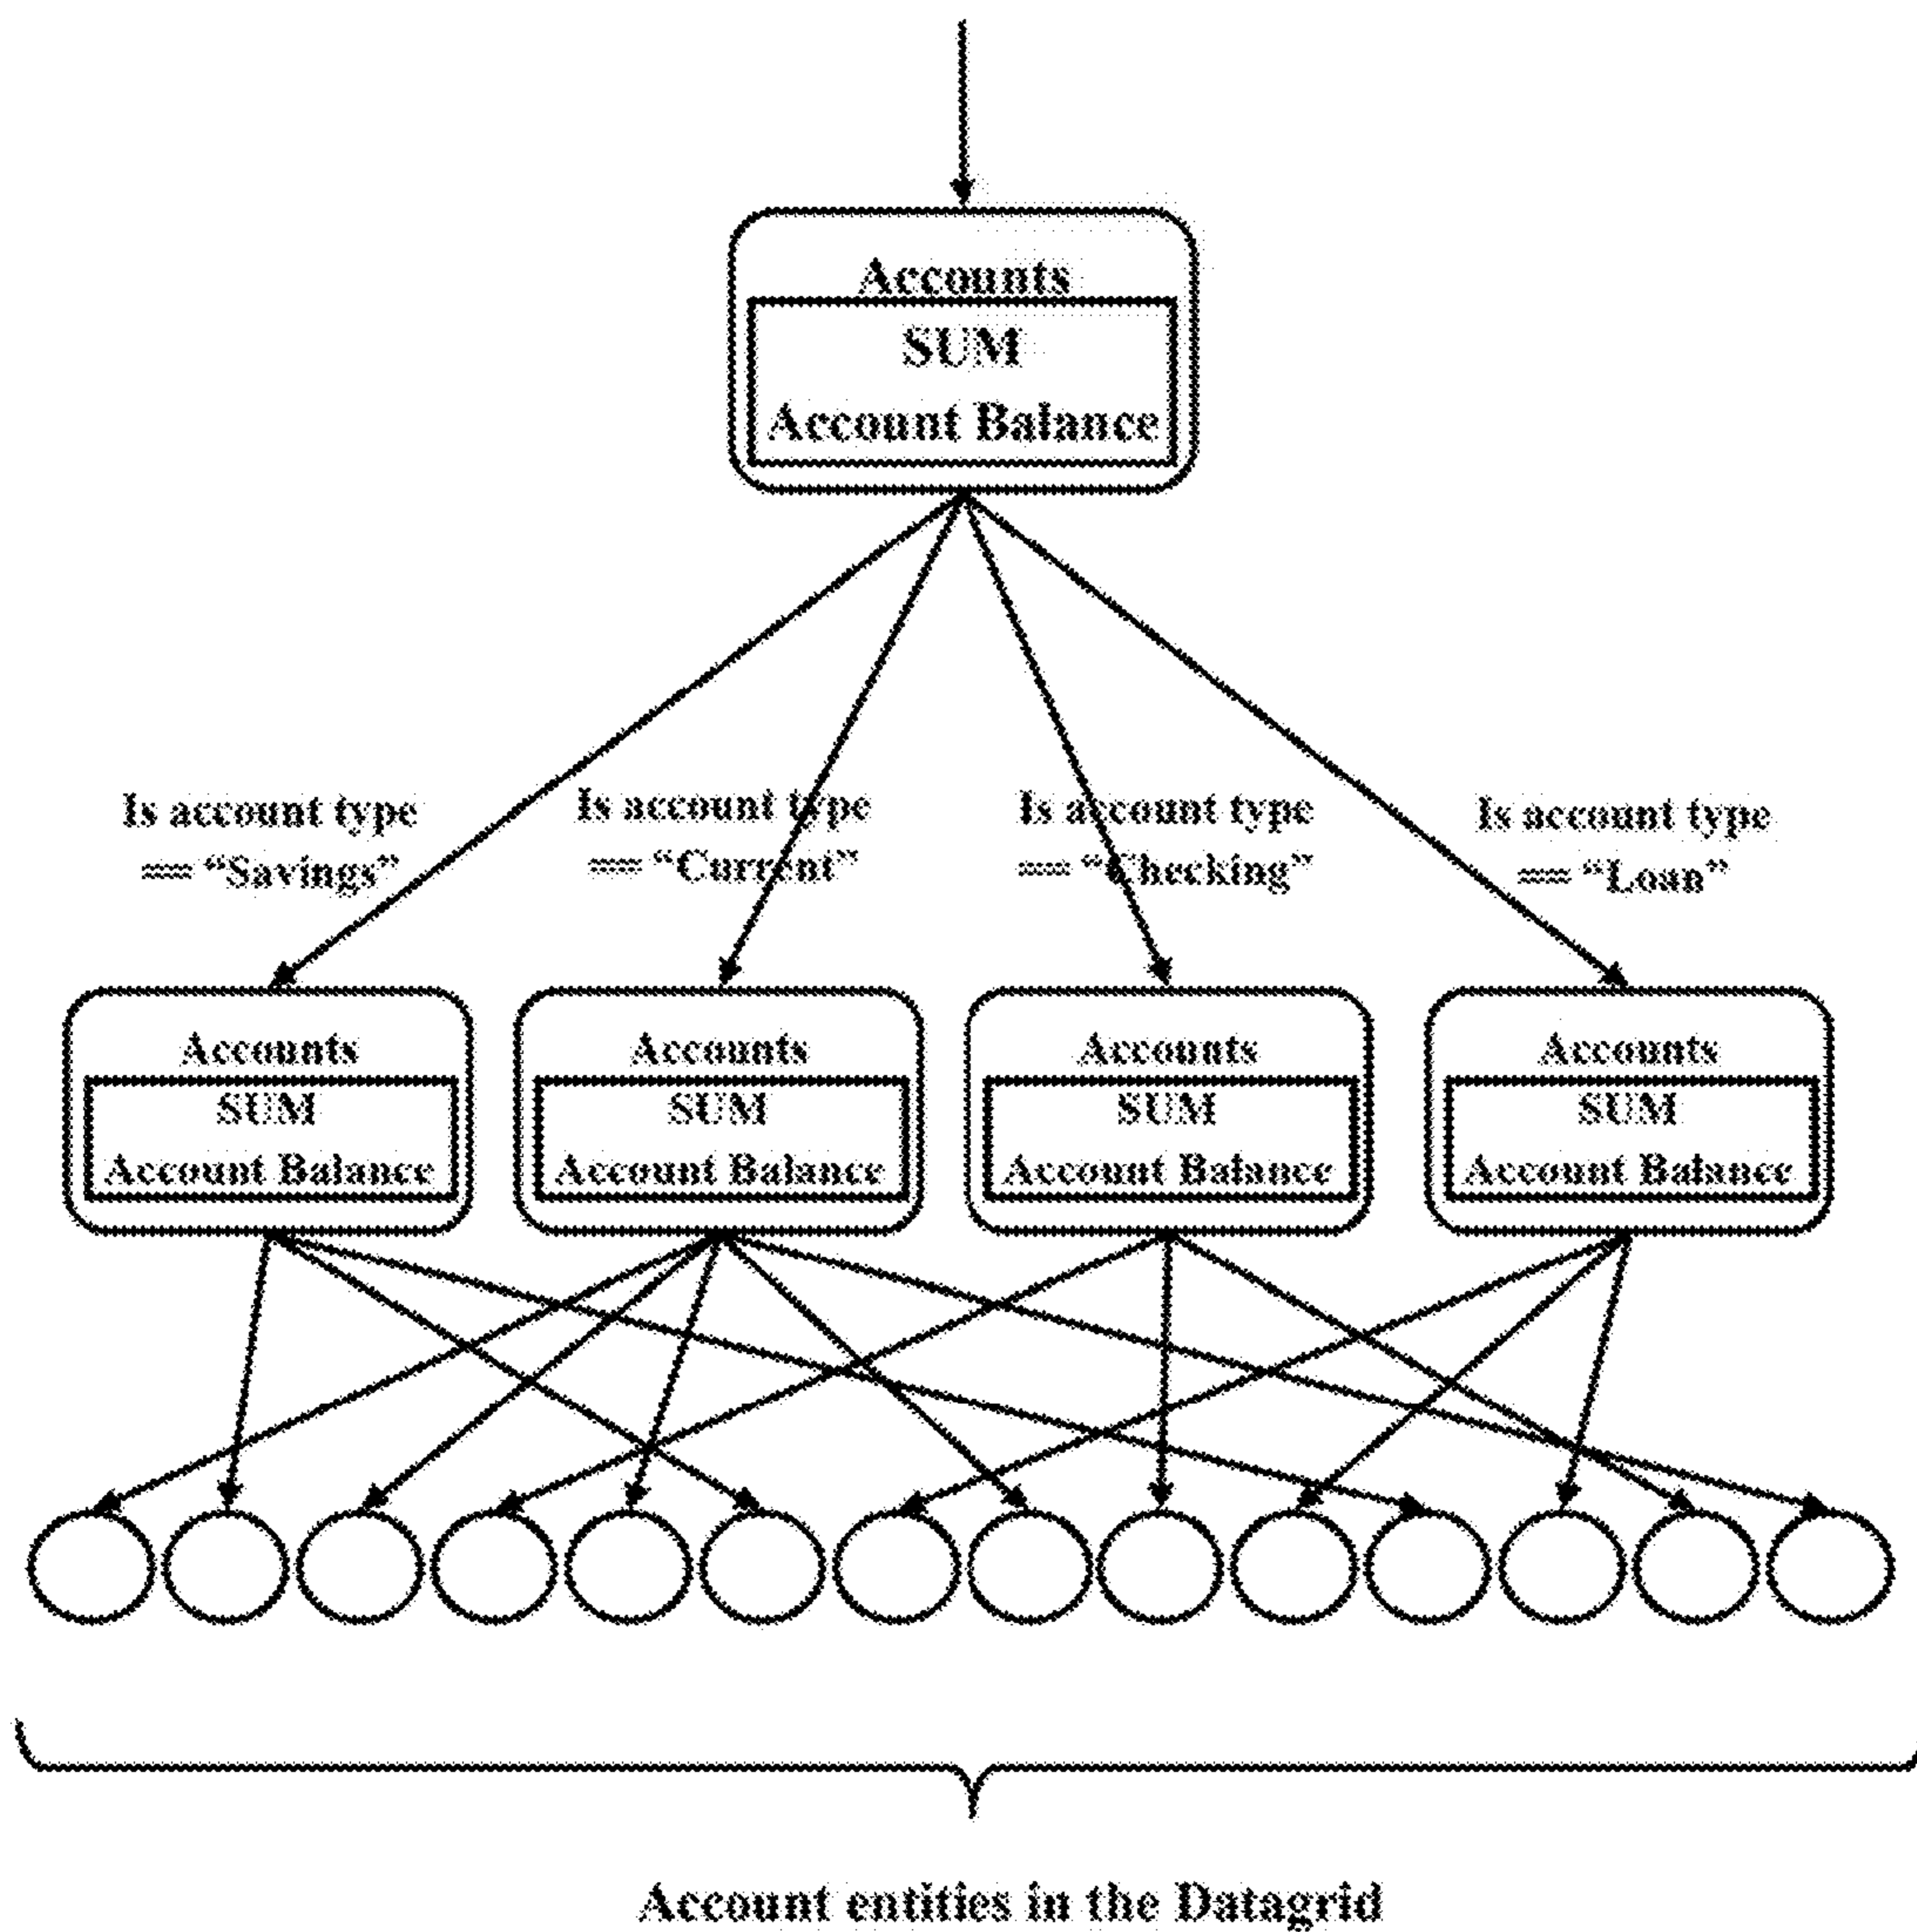 Accounts
SUM
Account Balance
Is account type
== “Savings”
Is account type
== “Current”
Is account type
== “Checking”
Is account type
== “Loan”
Accounts
SUM
Account Balance
Accounts
SUM
Account Balance
Accounts
SUM
Account Balance
Accounts
SUM
Account Balance
Account entities in the Datagrid